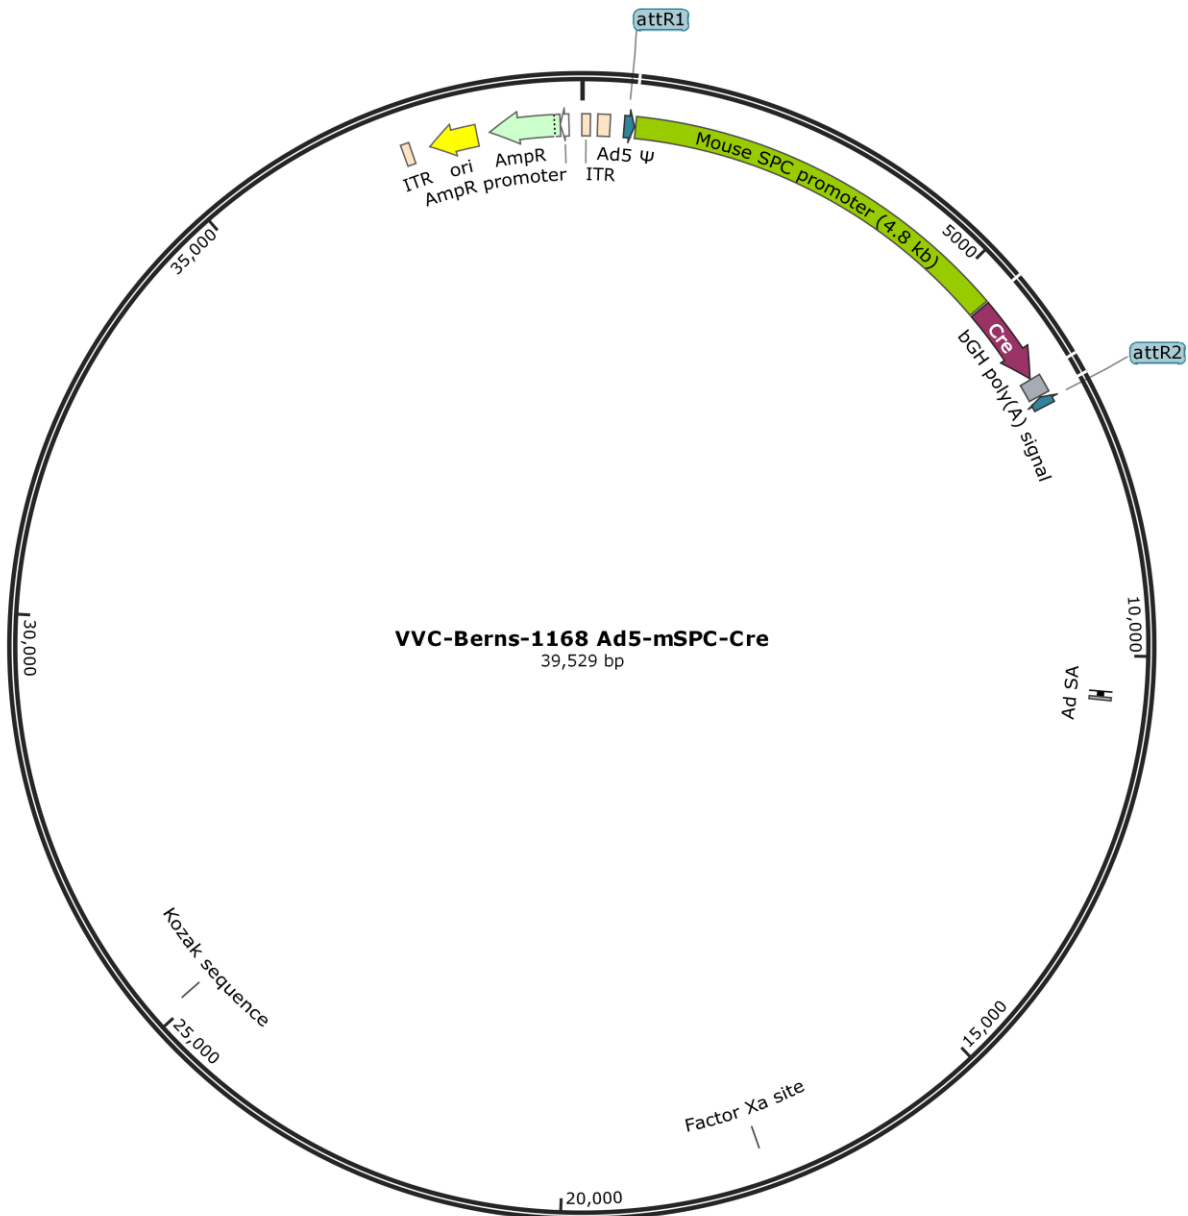 attR1
ITR
ori
AmpR
AmpR promoter
ITR
Ad5 Ψ
Mouse SPC promoter (4.8 kb)
5000
Cre
bGH poly(A) signal
attR2
35,000
30,000
10,000
VVC-Berns-1168 Ad5-mSPC-Cre
39,529 bp
Ad SA
Kozak sequence
25,000
15,000
Factor Xa site
20,000